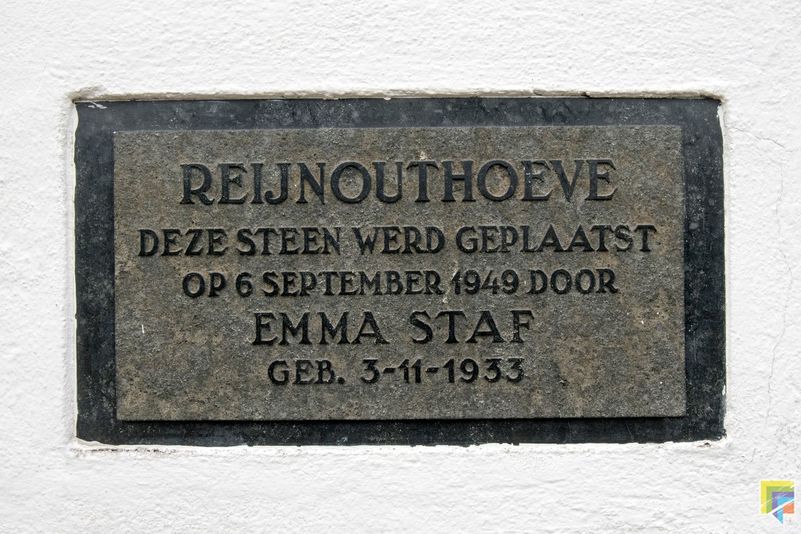 REIJNOUTHOEVE
DEZE STEEN WERD GEPLAATST
OP 6 SEPTEMBER 1949 DOOR
EMMA STAF
GEB. 3-11-1933